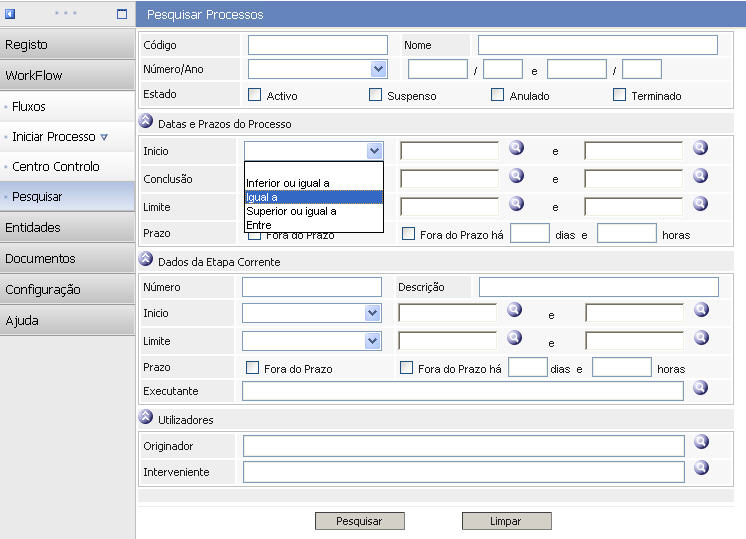 Pesquisar Processos
Registo
WorkFlow
Fluxos
Iniciar Processo
Centro Controlo
Pesquisar
Entidades
Documentos
Configuração
Ajuda
Código Nome
Número/Ano / e /
Estado Activo Suspenso Anulado Terminado
Datas e Prazos do Processo
Inicio e
Inferior ou igual a
Igual a
Superior ou igual a
Entre
Conclusão e
Limite e
Prazo Fora do Prazo Fora do Prazo há dias e horas
Dados da Etapa Corrente
Número Descrição
Inicio e
Limite e
Prazo Fora do Prazo Fora do Prazo há dias e horas
Executante
Utilizadores
Originador
Interveniente
Pesquisar Limpar